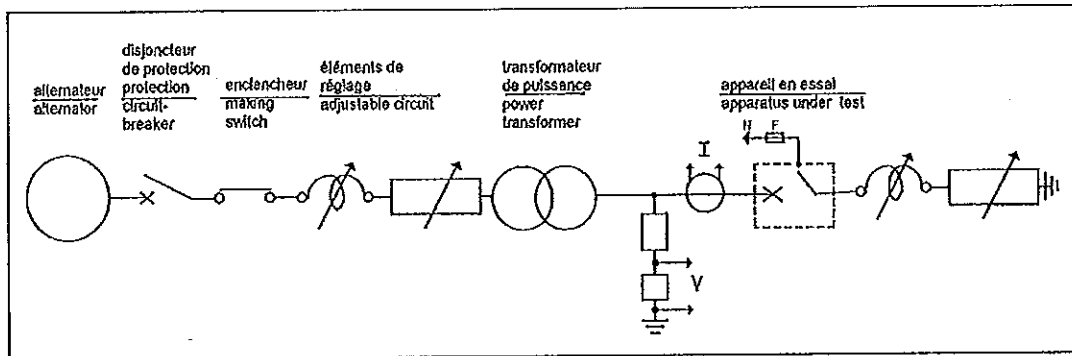 alternateur
alternator
disjoncteur
de protection
protection
circuit-
breaker
enclencheur
making
switch
éléments de
réglage
adjustable circuit
transformateur
de puissance
power
transformer
appareil en essai
apparatus under test
N F
I
V